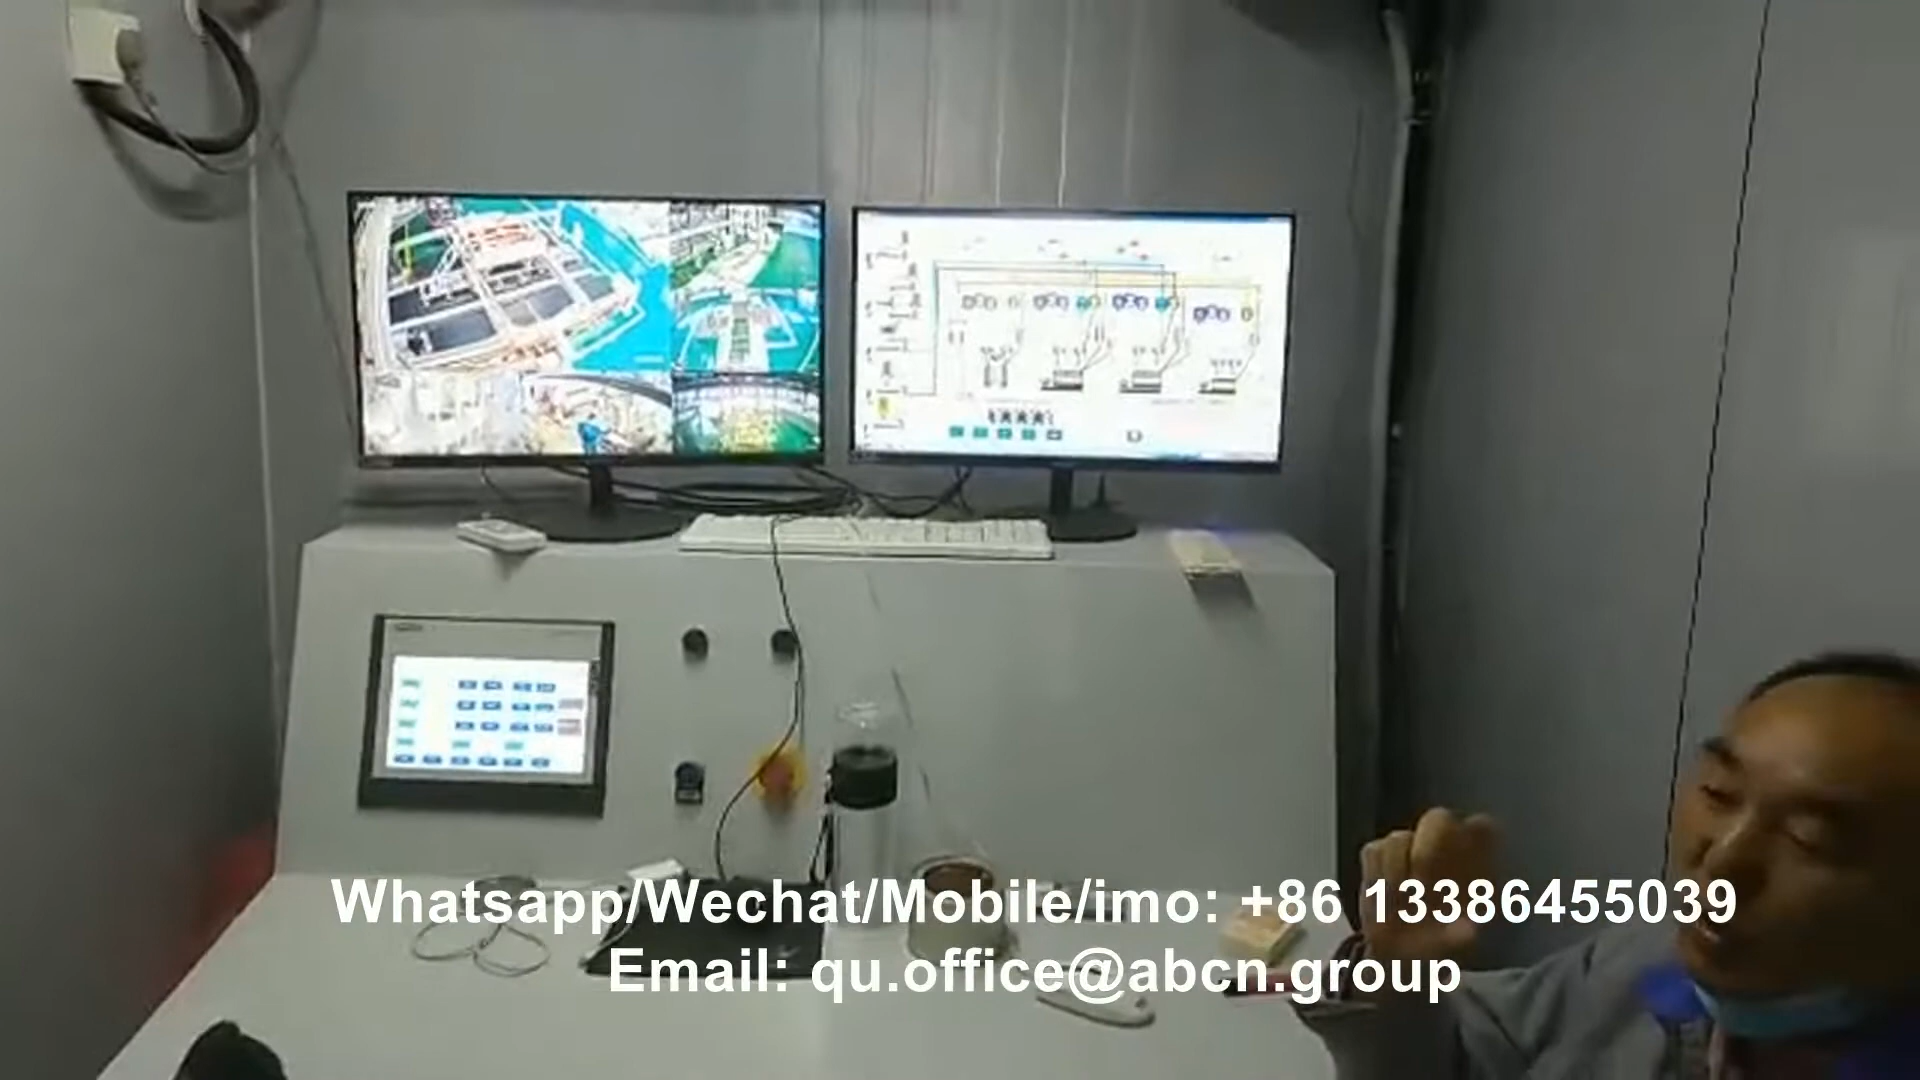 Whatsapp/Wechat/Mobile/imo: +86 13386455039
Email: qu.office@abcn.group